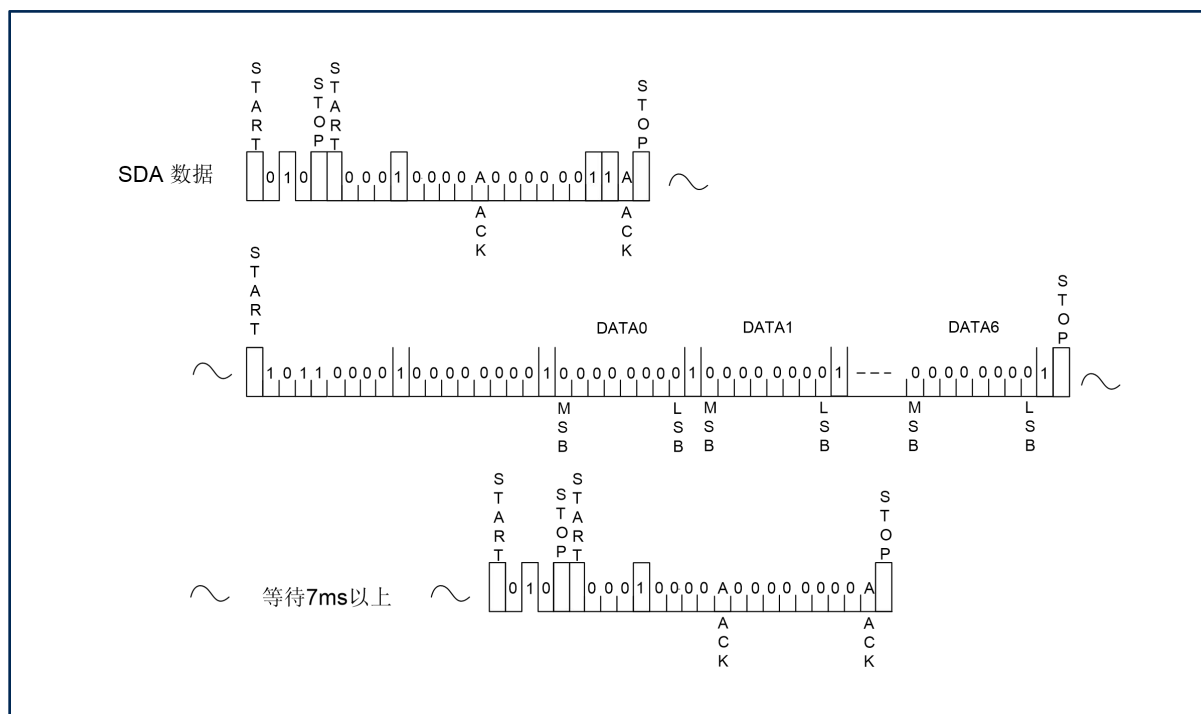 START STOP START STOP
SDA 数据 0 1 0 0 0 0 1 0 0 0 0 A 0 0 0 0 0 0 1 1 A
ACK ACK
START STOP
DATA0 DATA1 DATA6
1 0 1 1 0 0 0 0 1 0 0 0 0 0 0 0 0 1 0 0 0 0 0 0 0 0 1 0 0 0 0 0 0 0 0 1 --- 0 0 0 0 0 0 0 0 1
MSB LSB MSB LSB MSB LSB
START STOP START STOP
等待7ms以上 0 1 0 0 0 0 1 0 0 0 0 A 0 0 0 0 0 0 0 0 A
ACK ACK